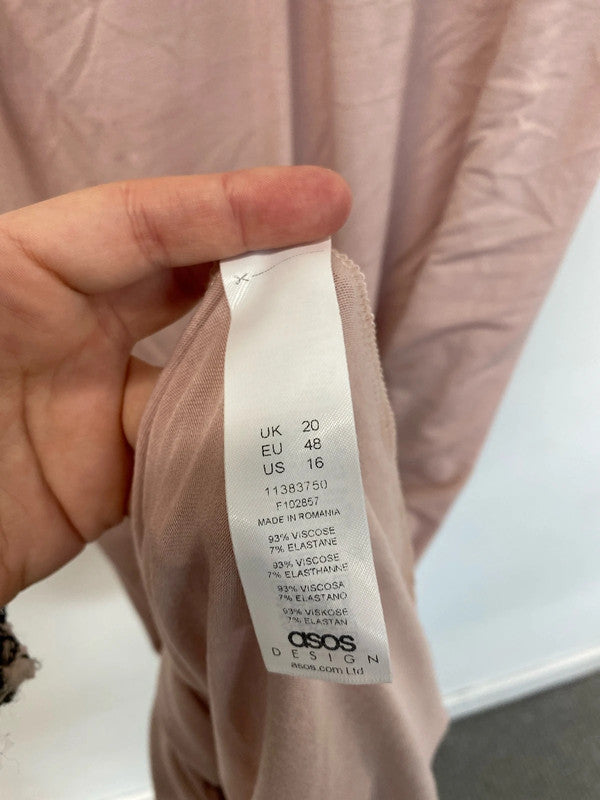 UK 20
EU 48
US 16
11383750
F102857
MADE IN ROMANIA
93% VISCOSE
7% ELASTANE
93% VISCOSE
7% ELASTHANNE
93% VISCOSA
7% ELASTANO
93% VISKOSE
7% ELASTAN
asos
DESIGN
asos.com Ltd